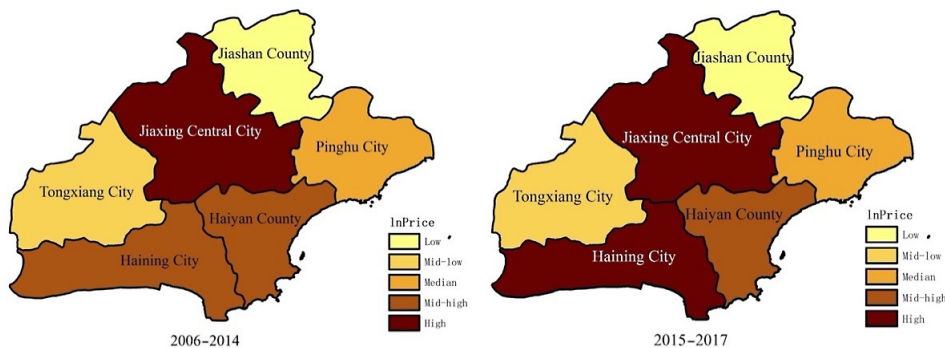 Jiashan County
Jiaxing Central City
Pinghu City
Tongxiang City
Haiyan County
Haining City
lnPrice
Low
Mid-low
Median
Mid-high
High
2006-2014
Jiashan County
Jiaxing Central City
Pinghu City
Tongxiang City
Haiyan County
Haining City
lnPrice
Low
Mid-low
Median
Mid-high
High
2015-2017